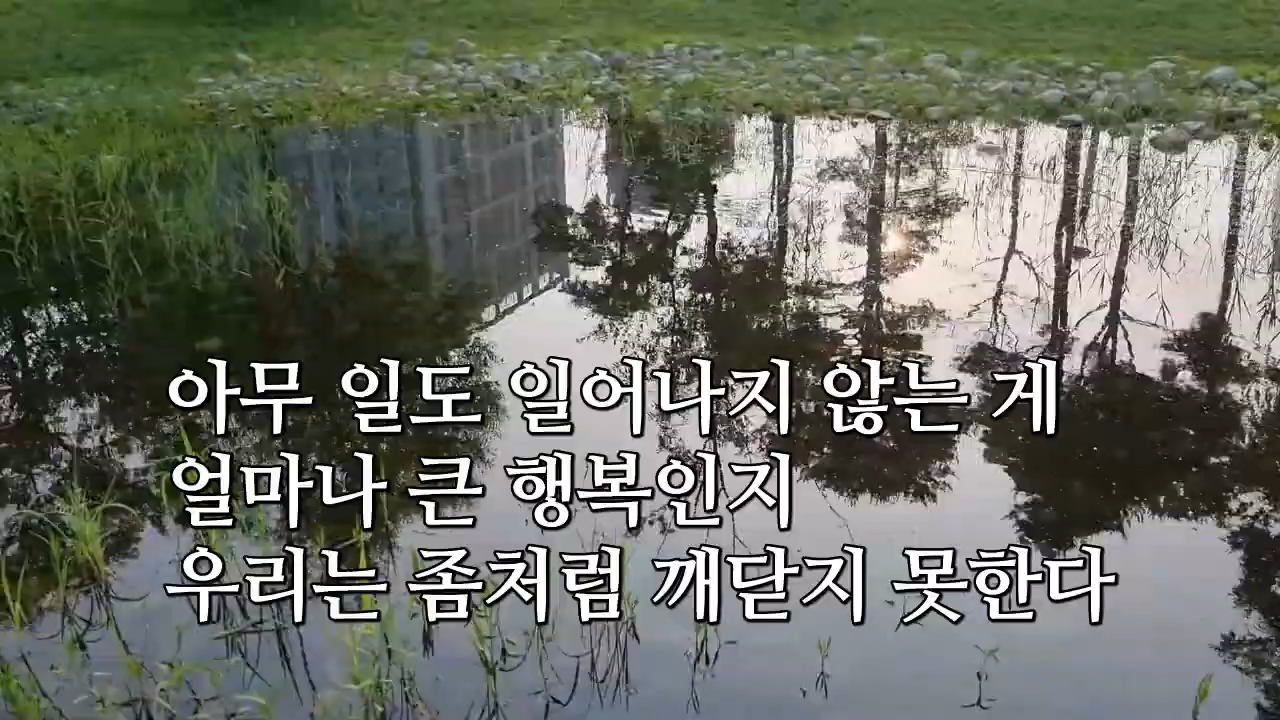 아무 일도 일어나지 않는 게
얼마나 큰 행복인지
우리는 좀처럼 깨닫지 못한다